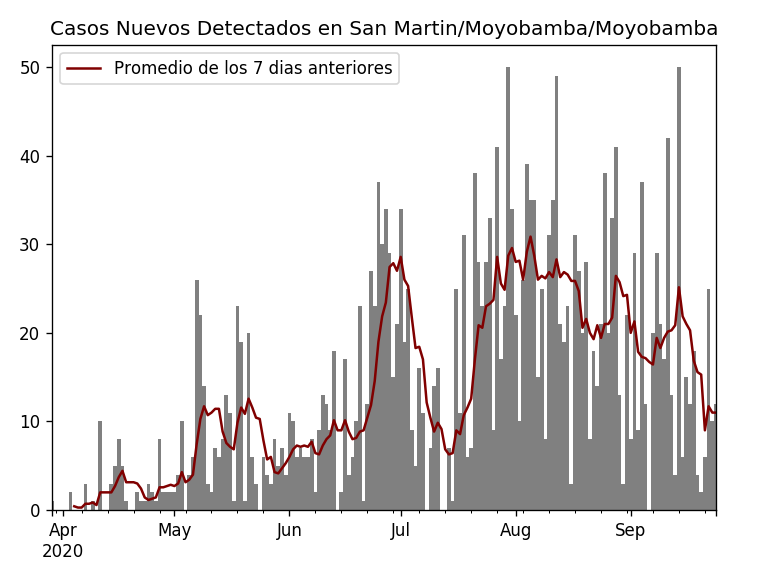 Casos Nuevos Detectados en San Martin/Moyobamba/Moyobamba
Promedio de los 7 dias anteriores
50
40
30
20
10
0
Apr May Jun Jul Aug Sep
2020